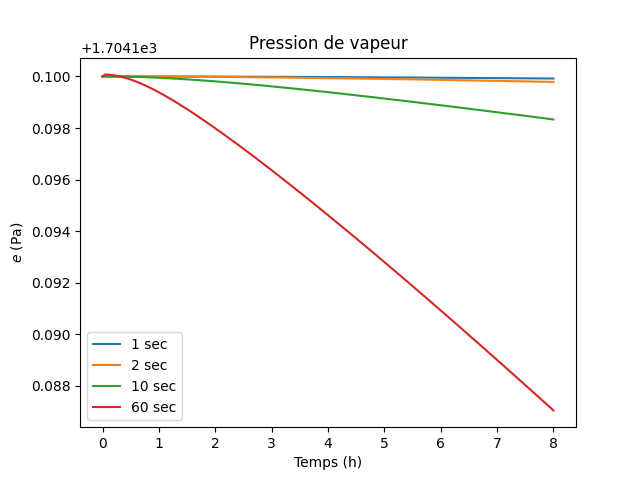 Pression de vapeur
+1.7041e3
0.100
0.098
0.096
0.094
0.092
0.090
0.088
e (Pa)
1 sec
2 sec
10 sec
60 sec
0 1 2 3 4 5 6 7 8
Temps (h)